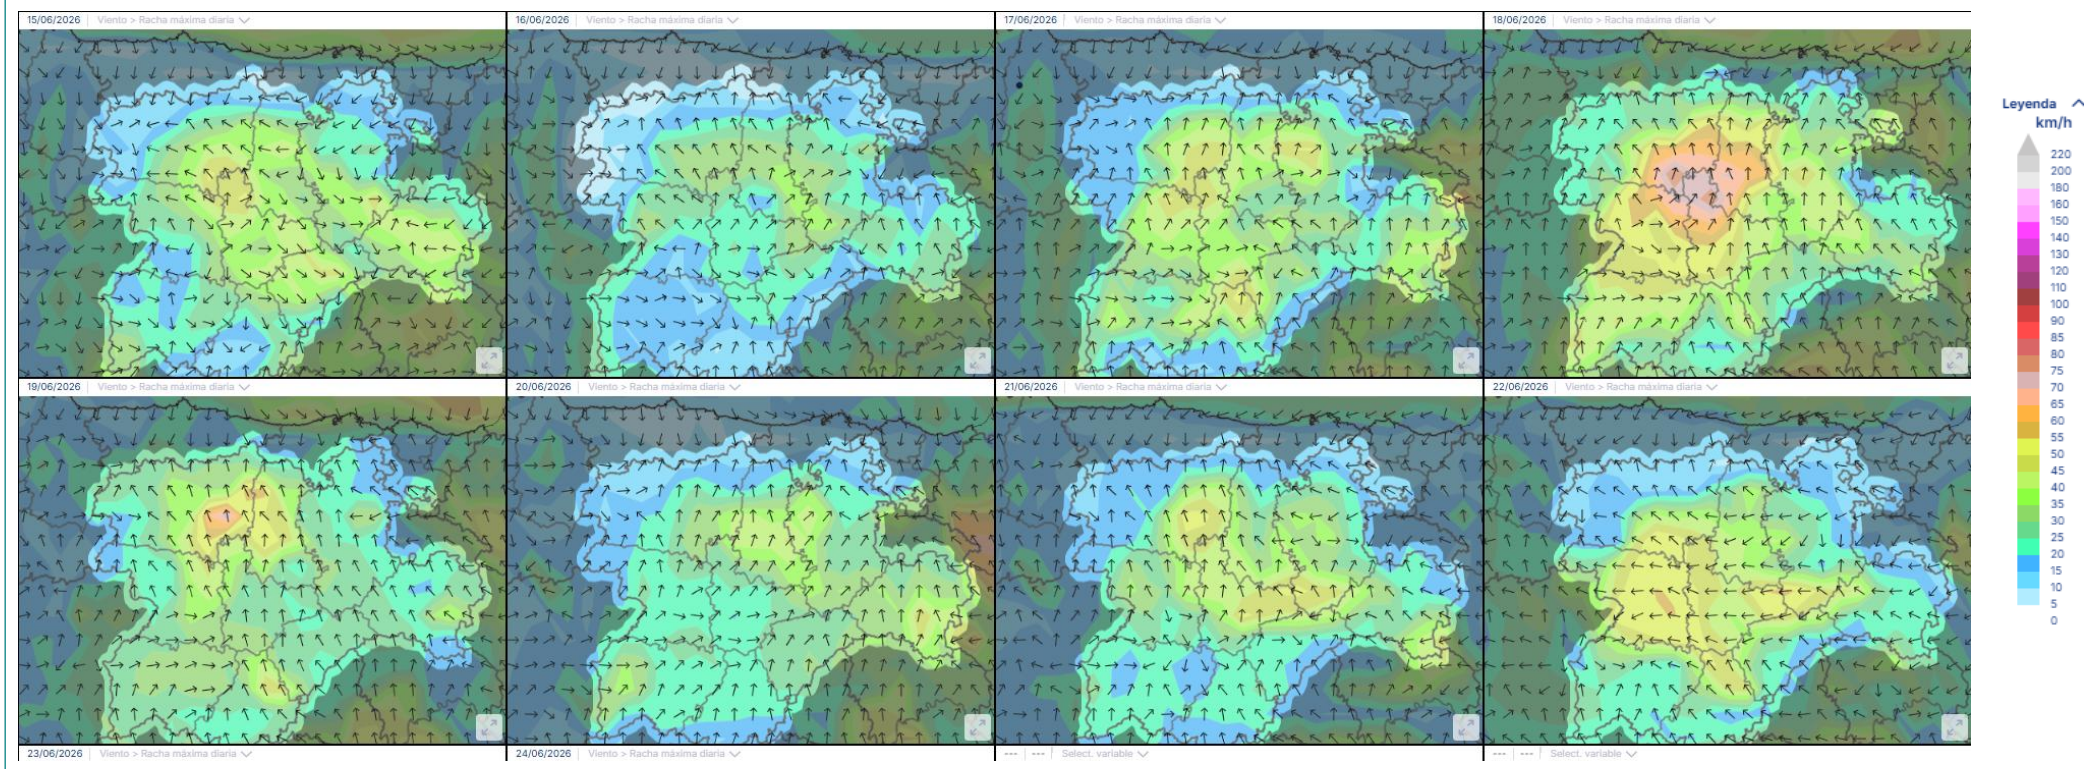 15/06/2026 Viento > Racha máxima diaria
16/06/2026 Viento > Racha máxima diaria
17/06/2026 Viento > Racha máxima diaria
18/06/2026 Viento > Racha máxima diaria
Leyenda
km/h
220
200
180
160
150
140
130
120
110
100
90
85
80
75
70
65
60
55
50
45
40
35
30
25
20
15
10
5
0
19/06/2026 Viento > Racha máxima diaria
20/06/2026 Viento > Racha máxima diaria
21/06/2026 Viento > Racha máxima diaria
22/06/2026 Viento > Racha máxima diaria
23/06/2026 Viento > Racha máxima diaria
24/06/2026 Viento > Racha máxima diaria
--- --- Select. variable
--- --- Select. variable